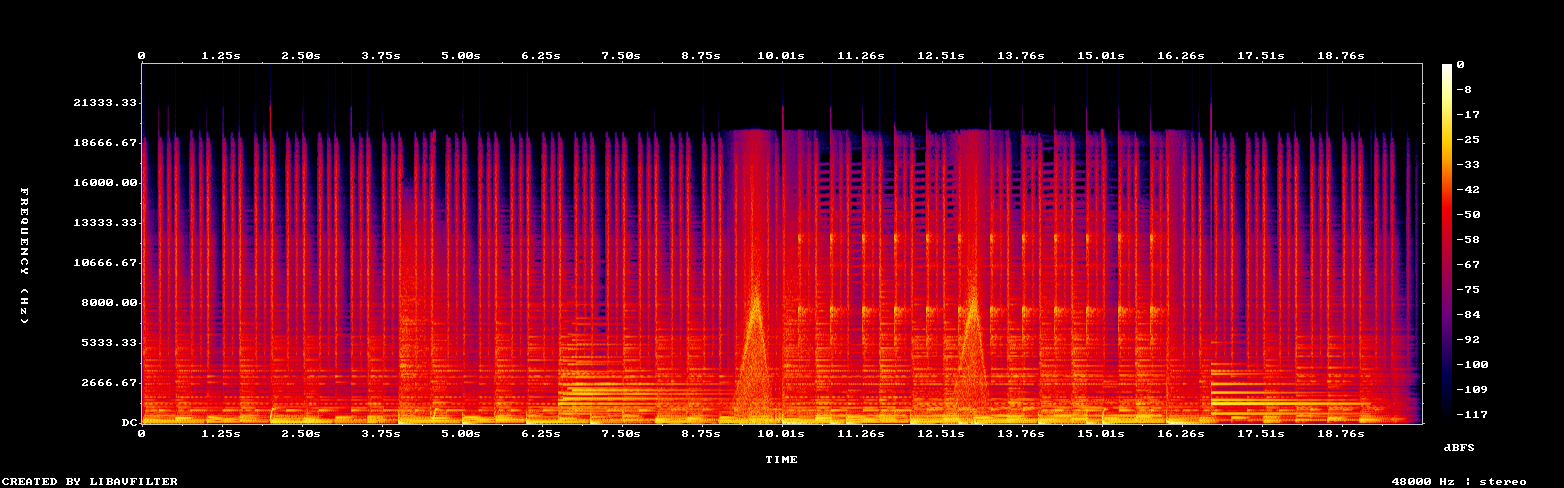 0 1.25s 2.50s 3.75s 5.00s 6.25s 7.50s 8.75s 10.01s 11.26s 12.51s 13.76s 15.01s 16.26s 17.51s 18.76s
0
-8
-17
-25
-33
-42
-50
-58
-67
-75
-84
-92
-100
-109
-117
21333.33
18666.67
16000.00
13333.33
10666.67
8000.00
5333.33
2666.67
DC
FREQUENCY (Hz)
0 1.25s 2.50s 3.75s 5.00s 6.25s 7.50s 8.75s 10.01s 11.26s 12.51s 13.76s 15.01s 16.26s 17.51s 18.76s
dBFS
TIME
CREATED BY LIBAVFILTER
48000 Hz | stereo